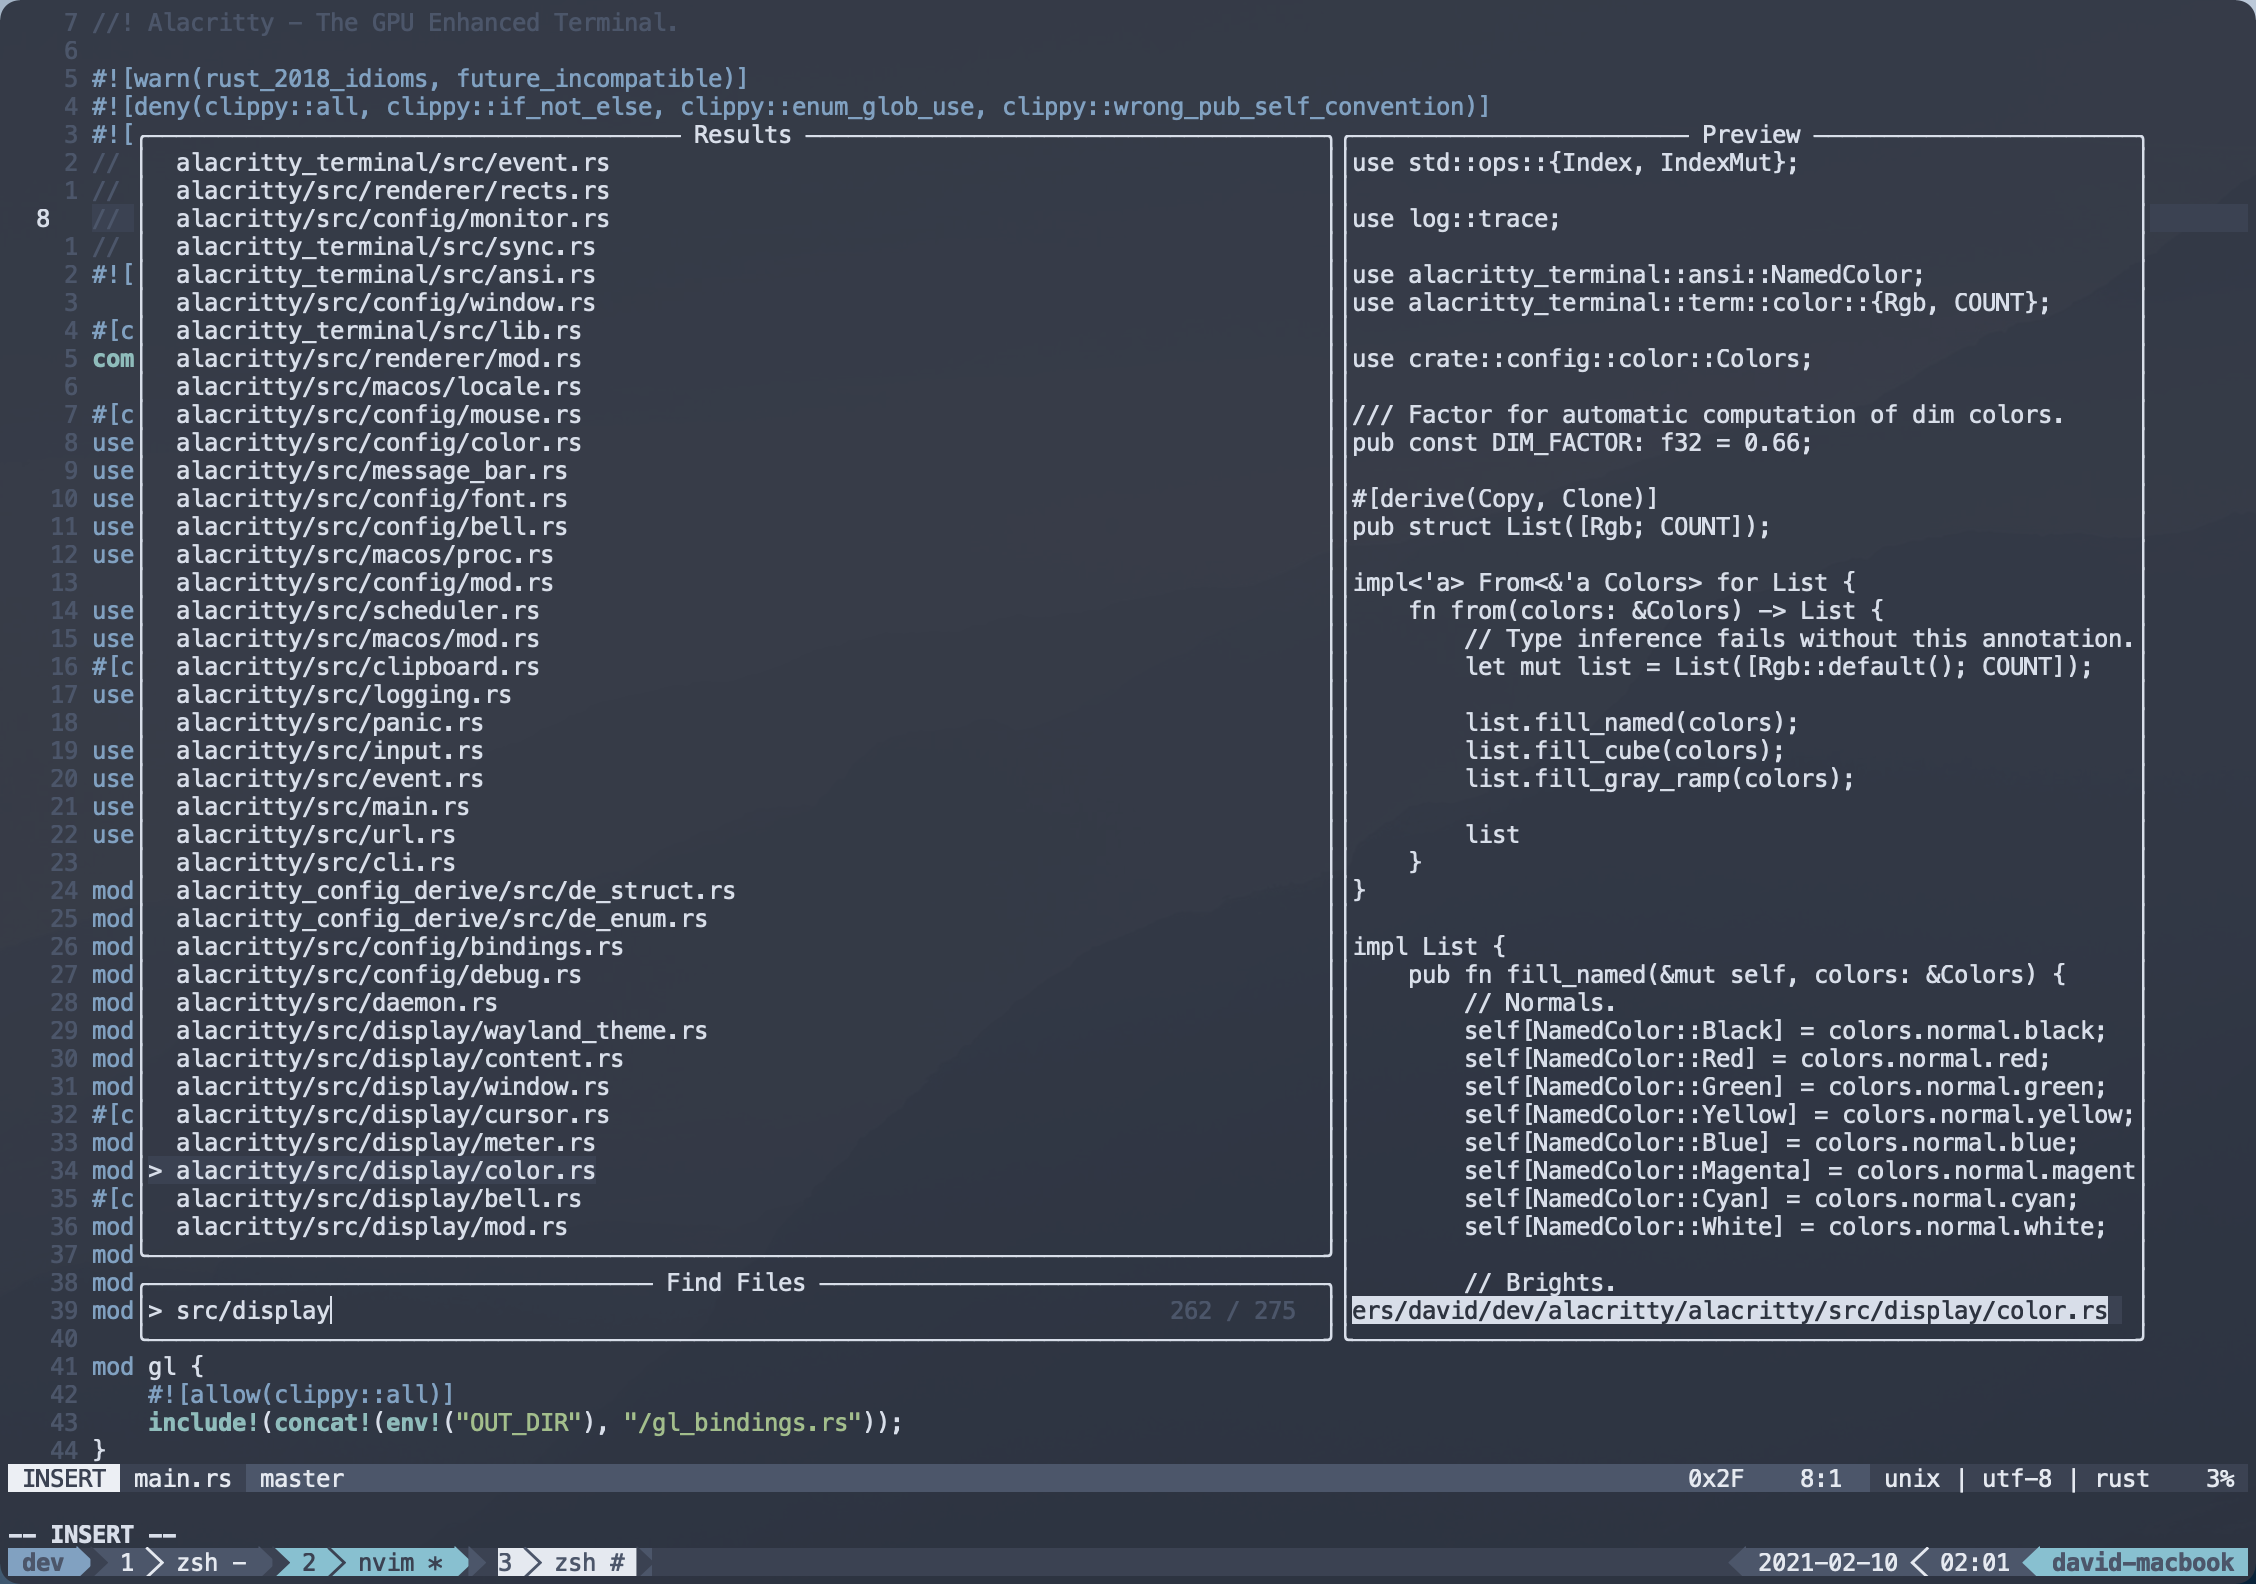 7 //! Alacritty – The GPU Enhanced Terminal.
6
5 #![warn(rust_2018_idioms, future_incompatible)]
4 #![deny(clippy::all, clippy::if_not_else, clippy::enum_glob_use, clippy::wrong_pub_self_convention)]
3 #![
2 //
1 //
8 //
1 //
2 #![
3
4 #[c
5 com
6
7 #[c
8 use
9 use
10 use
11 use
12 use
13
14 use
15 use
16 #[c
17 use
18
19 use
20 use
21 use
22 use
23
24 mod
25 mod
26 mod
27 mod
28 mod
29 mod
30 mod
31 mod
32 #[c
33 mod
34 mod
35 #[c
36 mod
37 mod
38 mod
39 mod
40
41 mod gl {
42     #![allow(clippy::all)]
43     include!(concat!(env!("OUT_DIR"), "/gl_bindings.rs"));
44 }
Results
alacritty_terminal/src/event.rs
alacritty/src/renderer/rects.rs
alacritty/src/config/monitor.rs
alacritty_terminal/src/sync.rs
alacritty_terminal/src/ansi.rs
alacritty/src/config/window.rs
alacritty_terminal/src/lib.rs
alacritty/src/renderer/mod.rs
alacritty/src/macos/locale.rs
alacritty/src/config/mouse.rs
alacritty/src/config/color.rs
alacritty/src/message_bar.rs
alacritty/src/config/font.rs
alacritty/src/config/bell.rs
alacritty/src/macos/proc.rs
alacritty/src/config/mod.rs
alacritty/src/scheduler.rs
alacritty/src/macos/mod.rs
alacritty/src/clipboard.rs
alacritty/src/logging.rs
alacritty/src/panic.rs
alacritty/src/input.rs
alacritty/src/event.rs
alacritty/src/main.rs
alacritty/src/url.rs
alacritty/src/cli.rs
alacritty_config_derive/src/de_struct.rs
alacritty_config_derive/src/de_enum.rs
alacritty/src/config/bindings.rs
alacritty/src/config/debug.rs
alacritty/src/daemon.rs
alacritty/src/display/wayland_theme.rs
alacritty/src/display/content.rs
alacritty/src/display/window.rs
alacritty/src/display/cursor.rs
alacritty/src/display/meter.rs
> alacritty/src/display/color.rs
alacritty/src/display/bell.rs
alacritty/src/display/mod.rs
Find Files
> src/display 262 / 275
Preview
use std::ops::{Index, IndexMut};
use log::trace;
use alacritty_terminal::ansi::NamedColor;
use alacritty_terminal::term::color::{Rgb, COUNT};
use crate::config::color::Colors;
/// Factor for automatic computation of dim colors.
pub const DIM_FACTOR: f32 = 0.66;
#[derive(Copy, Clone)]
pub struct List([Rgb; COUNT]);
impl<'a> From<&'a Colors> for List {
    fn from(colors: &Colors) -> List {
        // Type inference fails without this annotation.
        let mut list = List([Rgb::default(); COUNT]);
        list.fill_named(colors);
        list.fill_cube(colors);
        list.fill_gray_ramp(colors);
        list
    }
}
impl List {
    pub fn fill_named(&mut self, colors: &Colors) {
        // Normals.
        self[NamedColor::Black] = colors.normal.black;
        self[NamedColor::Red] = colors.normal.red;
        self[NamedColor::Green] = colors.normal.green;
        self[NamedColor::Yellow] = colors.normal.yellow;
        self[NamedColor::Blue] = colors.normal.blue;
        self[NamedColor::Magenta] = colors.normal.magent
        self[NamedColor::Cyan] = colors.normal.cyan;
        self[NamedColor::White] = colors.normal.white;
        // Brights.
ers/david/dev/alacritty/alacritty/src/display/color.rs
INSERT main.rs master 0x2F 8:1 unix | utf-8 | rust 3%
-- INSERT --
dev 1 zsh - 2 nvim * 3 zsh # 2021-02-10 02:01 david-macbook